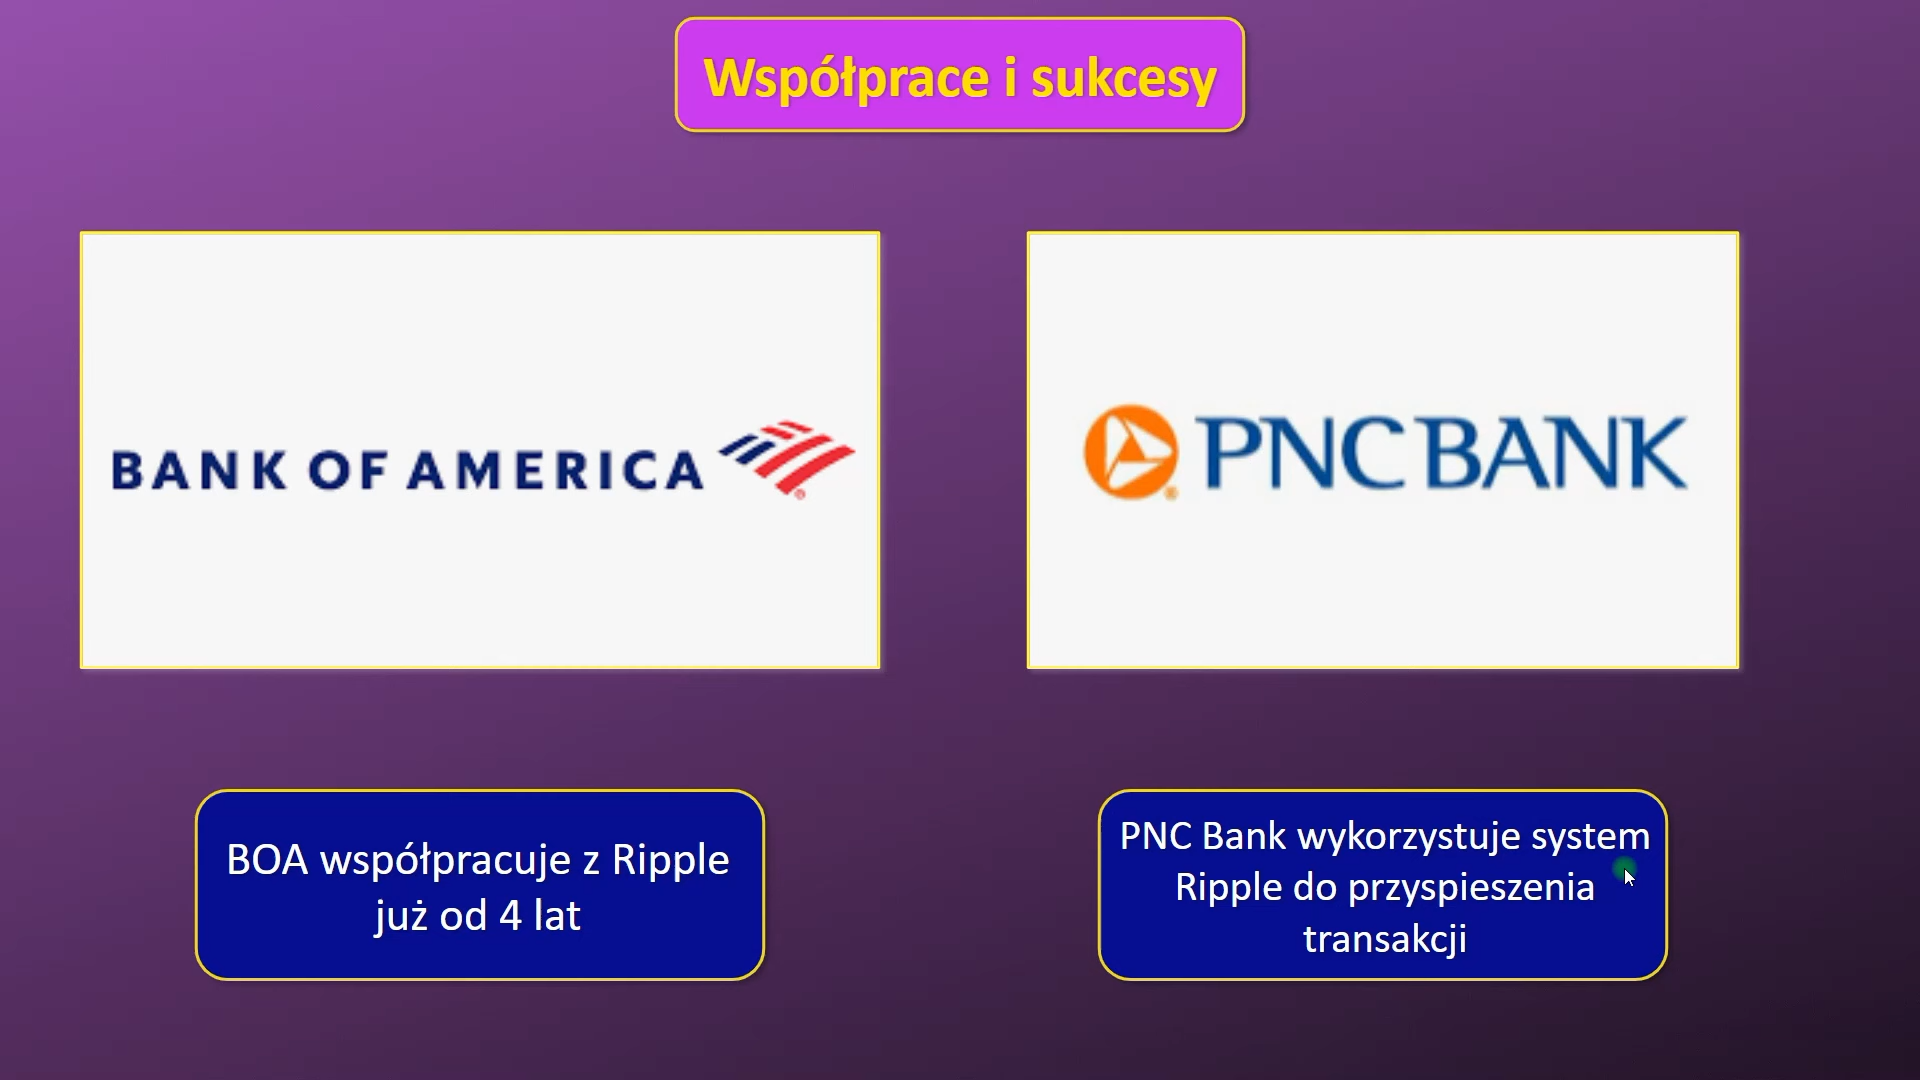 Współprace i sukcesy
BANK OF AMERICA
PNC BANK
BOA współpracuje z Ripple
już od 4 lat
PNC Bank wykorzystuje system
Ripple do przyspieszenia
transakcji